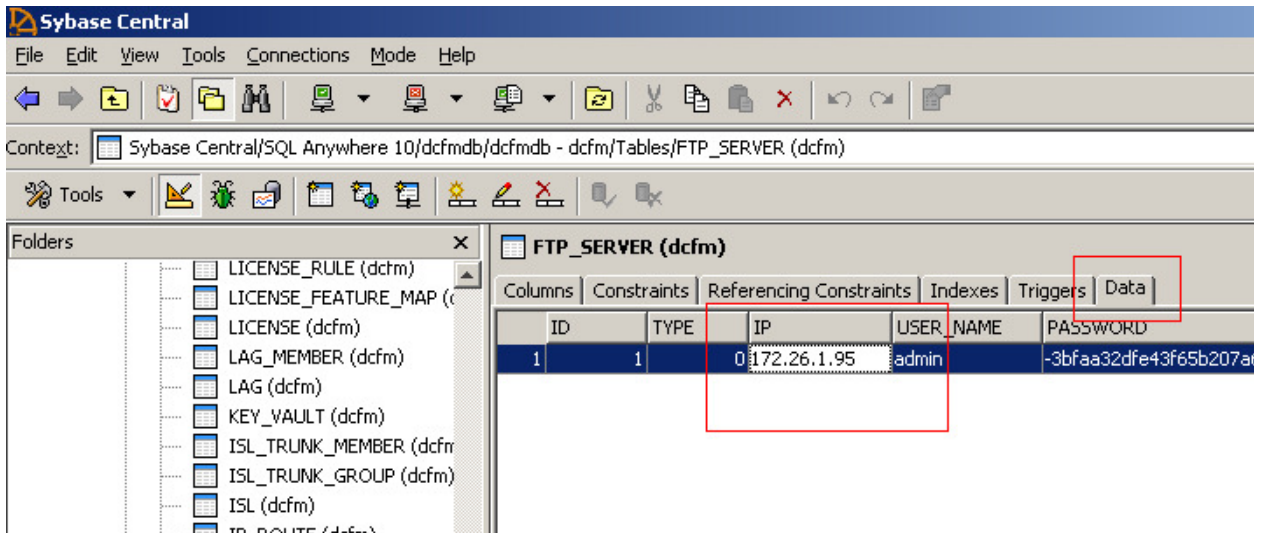 Sybase Central
File Edit View Tools Connections Mode Help
Context: Sybase Central/SQL Anywhere 10/dcfmdb/dcfmdb - dcfm/Tables/FTP_SERVER (dcfm)
Tools
Folders
LICENSE_RULE (dcfm)
LICENSE_FEATURE_MAP (
LICENSE (dcfm)
LAG_MEMBER (dcfm)
LAG (dcfm)
KEY_VAULT (dcfm)
ISL_TRUNK_MEMBER (dcfm
ISL_TRUNK_GROUP (dcfm)
ISL (dcfm)
IP_ROUTE (dcfm)
FTP_SERVER (dcfm)
Columns Constraints Referencing Constraints Indexes Triggers Data
ID TYPE IP USER_NAME PASSWORD
1 1 0 172.26.1.95 admin -3bfaa32dfe43f65b207a